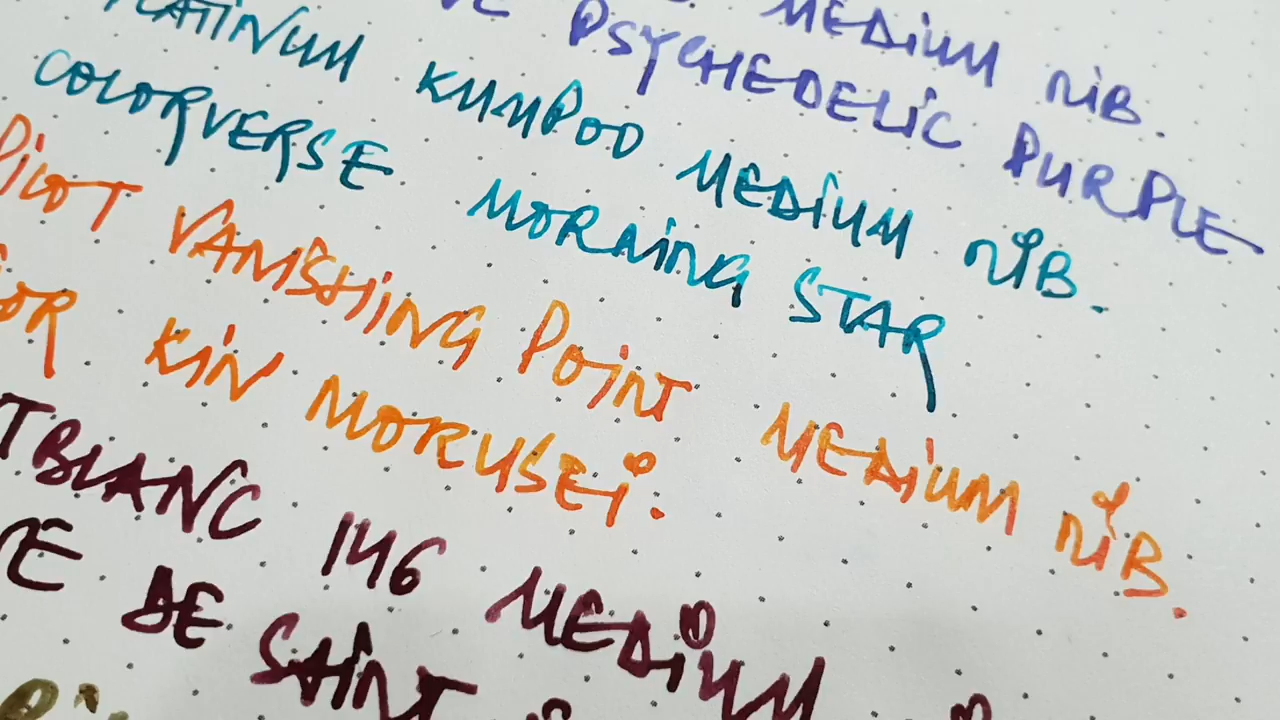 MEDiUM NiB.
PSYCHEDELiC PURPLE
PLATINUM KUMPOO MEDiUM NiB.
COLORVERSE MORNiNG STAR
PiLOT VANiSHiNG POiNT MEDiUM NiB.
KiN MOKUSEi.
TBLANC 146 MEDiUM
DE SAiNT